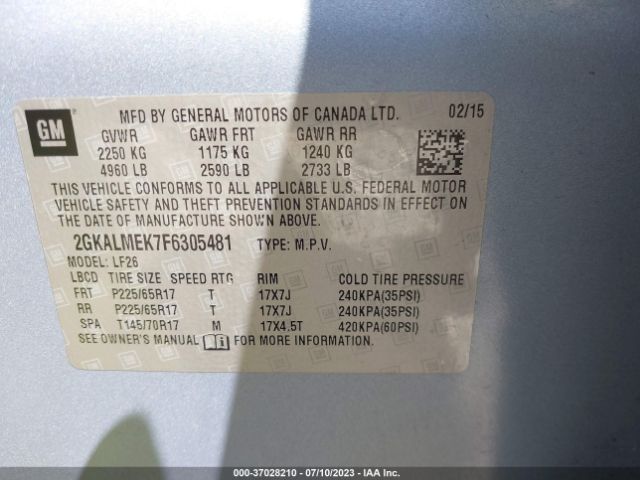 GM
MFD BY GENERAL MOTORS OF CANADA LTD. 02/15
GVWR GAWR FRT GAWR RR
2250 KG 1175 KG 1240 KG
4960 LB 2590 LB 2733 LB
THIS VEHICLE CONFORMS TO ALL APPLICABLE U.S. FEDERAL MOTOR
VEHICLE SAFETY AND THEFT PREVENTION STANDARDS IN EFFECT ON
THE DATE OF MANUFACTURE SHOWN ABOVE.
2GKALMEK7F6305481 TYPE: M.P.V.
MODEL: LF26
LBCD TIRE SIZE SPEED RTG RIM COLD TIRE PRESSURE
FRT P225/65R17 T 17X7J 240KPA(35PSI)
RR P225/65R17 T 17X7J 240KPA(35PSI)
SPA T145/70R17 M 17X4.5T 420KPA(60PSI)
SEE OWNER'S MANUAL FOR MORE INFORMATION.
000-37028210 - 07/10/2023 - IAA Inc.